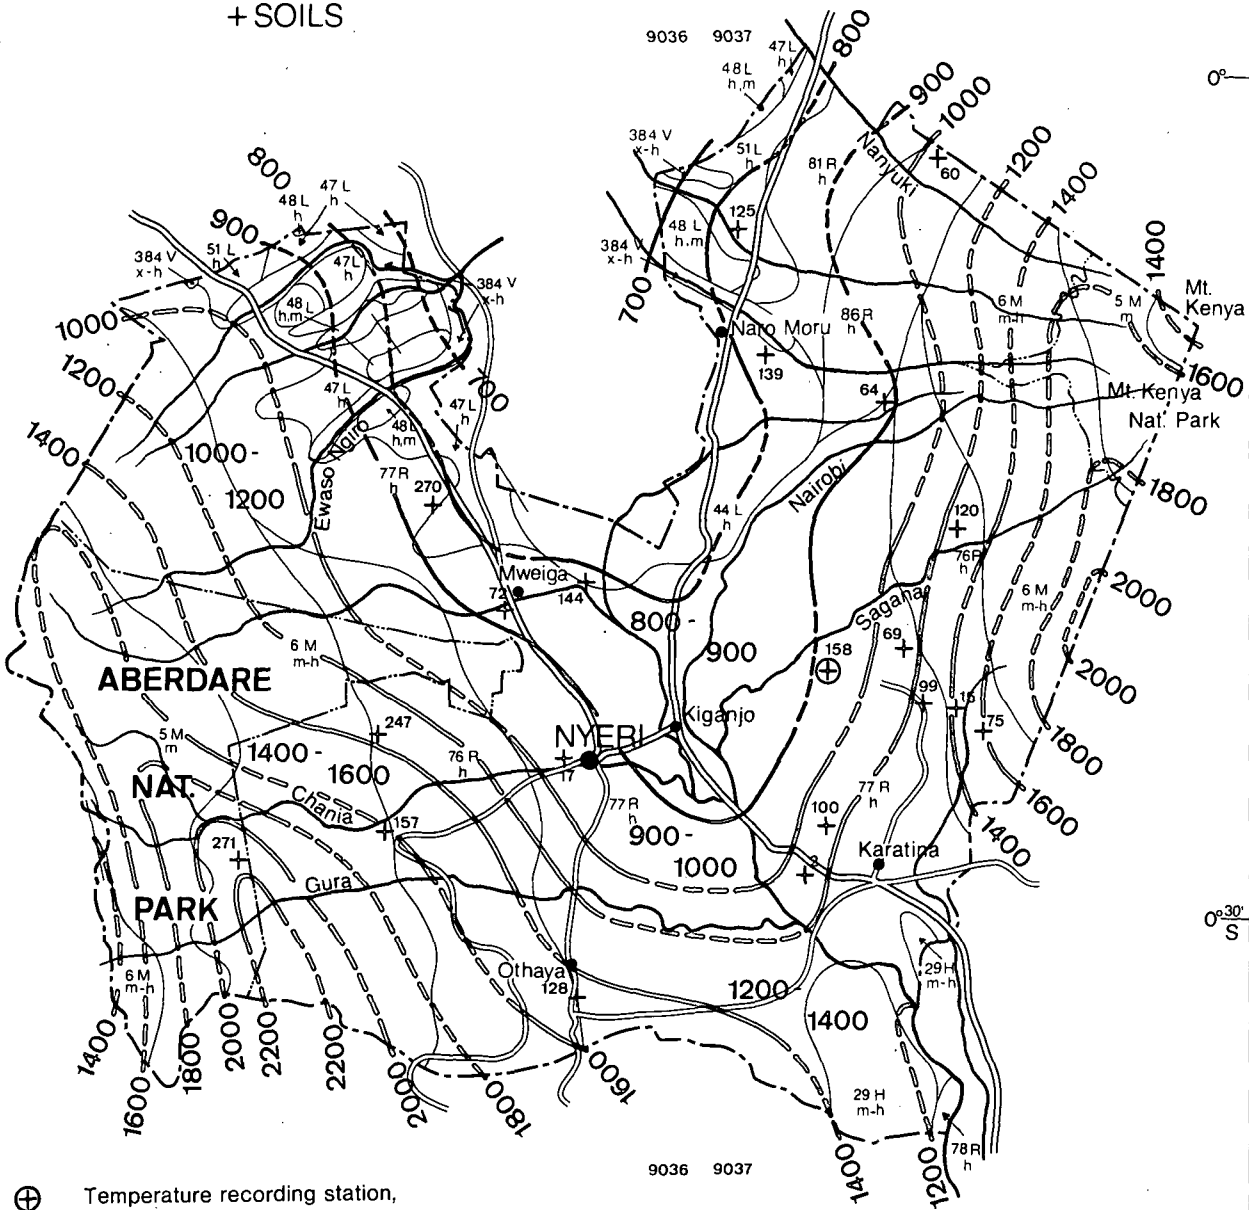 + SOILS
9036 9037
47 L
h
800
0°
48 L
h,m
900
1000
384 V
x-h
51 L
h
81 R
h
Nanyuki
60
1200
1400
800
47 L
h
48 L
h
900
51 L
h
384 V
x-h
47 L
h
48 L
h,m
384 V
x-h
1000
125
48 L
h,m
384 V
x-h
700
1400
Mt.
Kenya
6 M
m-h
5 M
m
86 R
h
Naro Moru
139
64
1600
Mt. Kenya
Nat. Park
1200
700
47 L
h
48 L
h,m
47 L
h
1400
1000-
1200
Ewaso Ngiro
77 R
h
270
Nairobi
44 L
h
1800
120
76 R
h
Mweiga
72
144
2000
6 M
m-h
Sagana
800-
900
69
158
6 M
m-h
ABERDARE
2000
99
15
75
Kiganjo
NYERI
17
247
5 M
m
1400-
1600
76 R
h
1800
NAT.
Chania
157
77 R
h
900-
1000
77 R
h
100
2
Karatina
1600
1400
271
Gura
PARK
0° 30'
S
6 M
m-h
Othaya
128
1200
1400
29 H
m-h
1400
1600
1800
2000
2200
2200
2000
1800
1600
29 H
m-h
78 R
h
1400
1200
9036 9037
⊕ Temperature recording station,